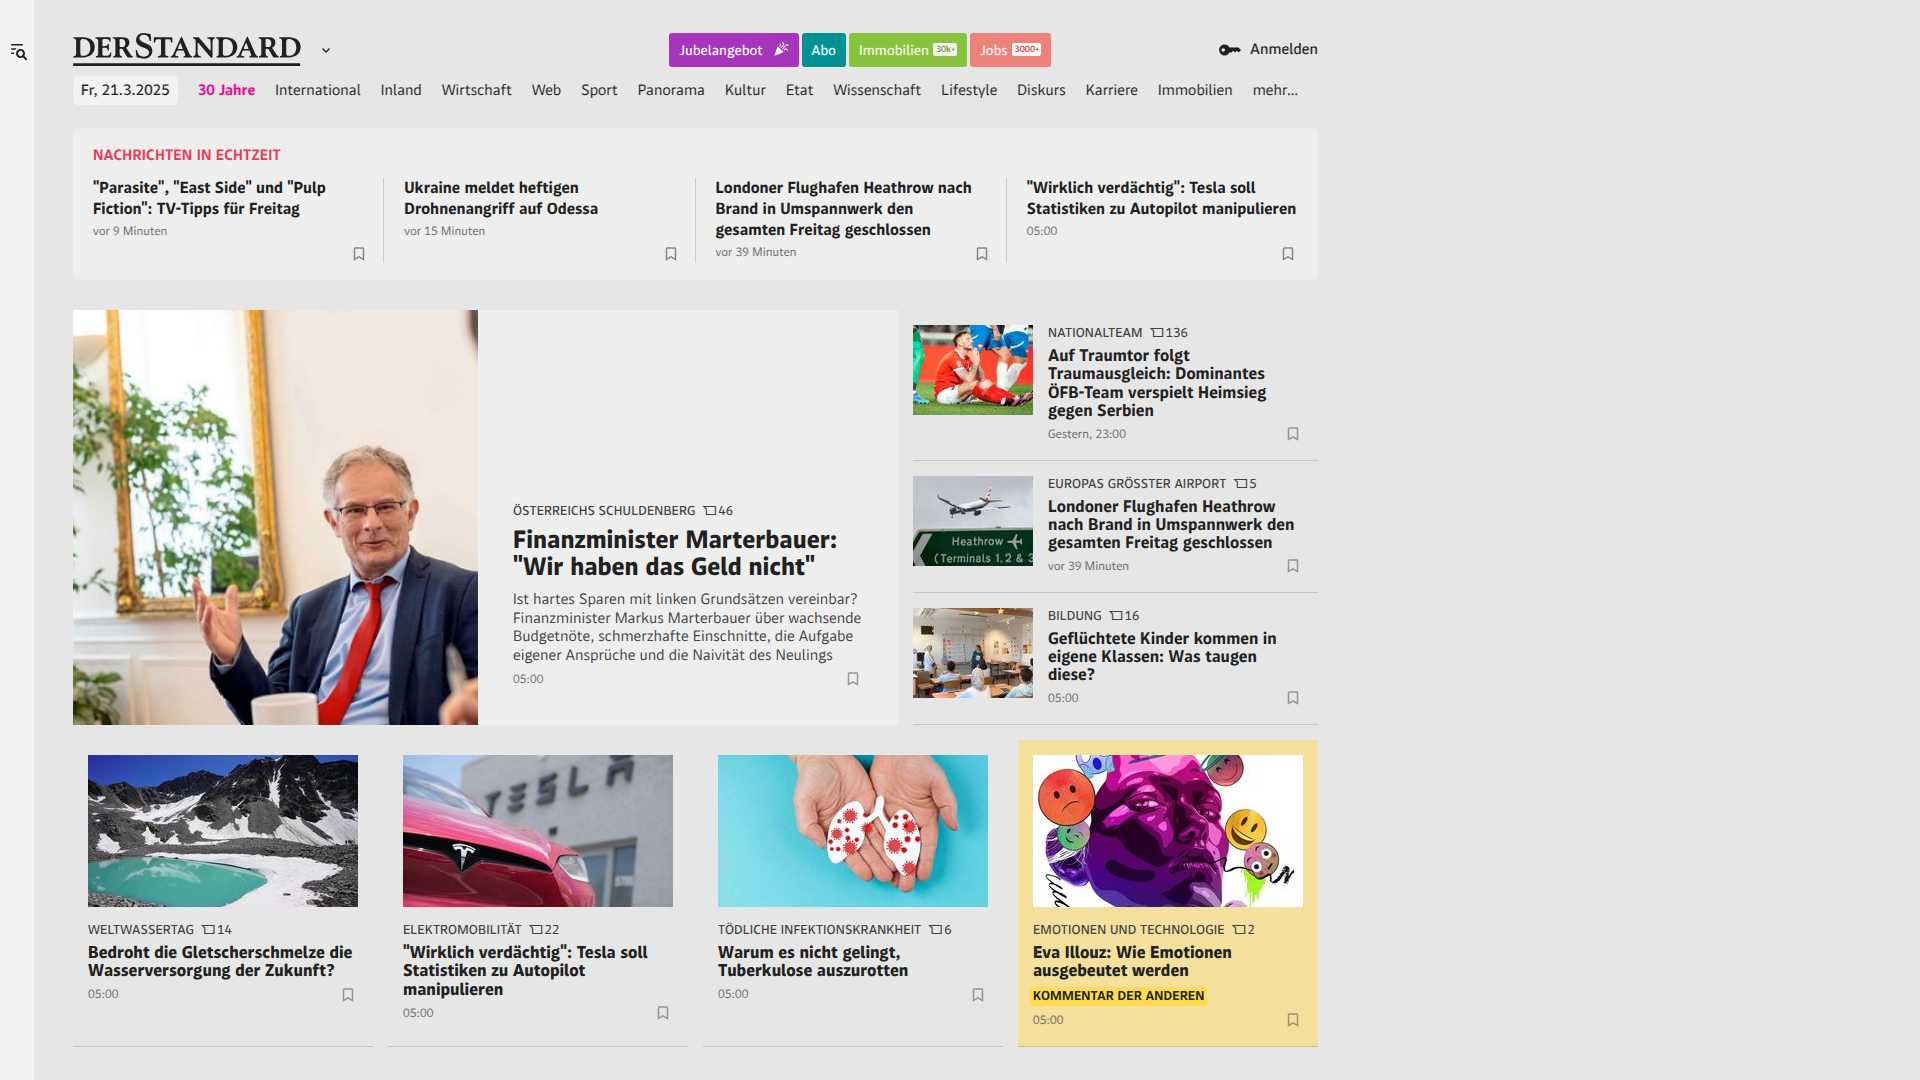 DERSTANDARD
Jubelangebot
Abo
Immobilien 30k+
Jobs 3000+
Anmelden
Fr, 21.3.2025
30 Jahre
International
Inland
Wirtschaft
Web
Sport
Panorama
Kultur
Etat
Wissenschaft
Lifestyle
Diskurs
Karriere
Immobilien
mehr...
NACHRICHTEN IN ECHTZEIT
"Parasite", "East Side" und "Pulp
Fiction": TV-Tipps für Freitag
vor 9 Minuten
Ukraine meldet heftigen
Drohnenangriff auf Odessa
vor 15 Minuten
Londoner Flughafen Heathrow nach
Brand in Umspannwerk den
gesamten Freitag geschlossen
vor 39 Minuten
"Wirklich verdächtig": Tesla soll
Statistiken zu Autopilot manipulieren
05:00
ÖSTERREICHS SCHULDENBERG 46
Finanzminister Marterbauer:
"Wir haben das Geld nicht"
Ist hartes Sparen mit linken Grundsätzen vereinbar?
Finanzminister Markus Marterbauer über wachsende
Budgetnöte, schmerzhafte Einschnitte, die Aufgabe
eigener Ansprüche und die Naivität des Neulings
05:00
NATIONALTEAM 136
Auf Traumtor folgt
Traumausgleich: Dominantes
ÖFB-Team verspielt Heimsieg
gegen Serbien
Gestern, 23:00
Heathrow
(Terminals 1, 2 & 3
EUROPAS GRÖSSTER AIRPORT 5
Londoner Flughafen Heathrow
nach Brand in Umspannwerk den
gesamten Freitag geschlossen
vor 39 Minuten
BILDUNG 16
Geflüchtete Kinder kommen in
eigene Klassen: Was taugen
diese?
05:00
WELTWASSERTAG 14
Bedroht die Gletscherschmelze die
Wasserversorgung der Zukunft?
05:00
TESLA
ELEKTROMOBILITÄT 22
"Wirklich verdächtig": Tesla soll
Statistiken zu Autopilot
manipulieren
05:00
TÖDLICHE INFEKTIONSKRANKHEIT 6
Warum es nicht gelingt,
Tuberkulose auszurotten
05:00
EMOTIONEN UND TECHNOLOGIE 2
Eva Illouz: Wie Emotionen
ausgebeutet werden
KOMMENTAR DER ANDEREN
05:00